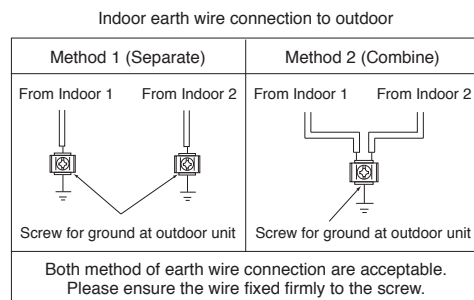 Indoor earth wire connection to outdoor
Method 1 (Separate)
From Indoor 1
From Indoor 2
Screw for ground at outdoor unit
Method 2 (Combine)
From Indoor 1
From Indoor 2
Screw for ground at outdoor unit
Both method of earth wire connection are acceptable.
Please ensure the wire fixed firmly to the screw.